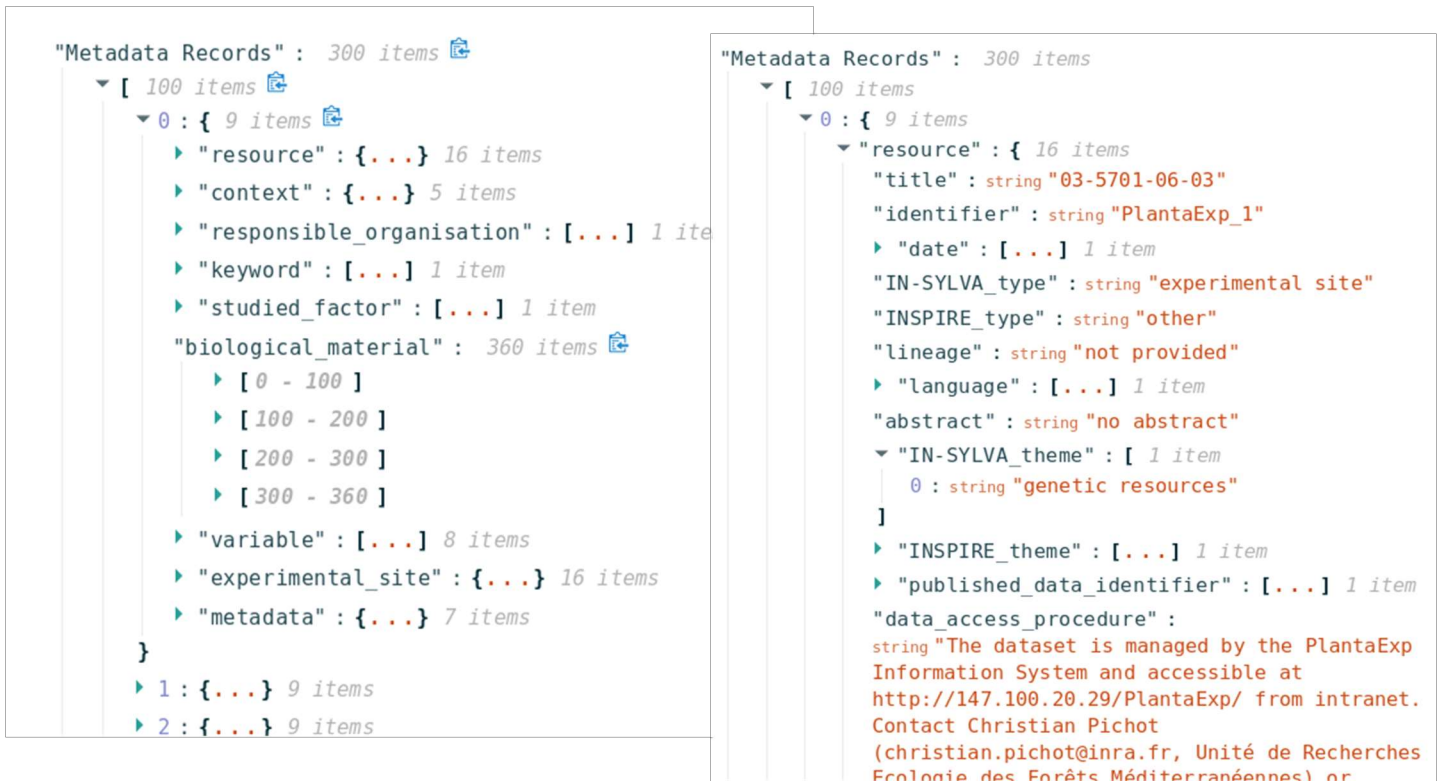 "Metadata Records" : 300 items
[ 100 items
0 : { 9 items
"resource" : {...} 16 items
"context" : {...} 5 items
"responsible_organisation" : [...] 1 ite
"keyword" : [...] 1 item
"studied_factor" : [...] 1 item
"biological_material" : 360 items
[ 0 - 100 ]
[ 100 - 200 ]
[ 200 - 300 ]
[ 300 - 360 ]
"variable" : [...] 8 items
"experimental_site" : {...} 16 items
"metadata" : {...} 7 items
}
1 : {...} 9 items
2 : {...} 9 items
"Metadata Records" : 300 items
[ 100 items
0 : { 9 items
"resource" : { 16 items
"title" : string "03-5701-06-03"
"identifier" : string "PlantaExp_1"
"date" : [...] 1 item
"IN-SYLVA_type" : string "experimental site"
"INSPIRE_type" : string "other"
"lineage" : string "not provided"
"language" : [...] 1 item
"abstract" : string "no abstract"
"IN-SYLVA_theme" : [ 1 item
0 : string "genetic resources"
]
"INSPIRE_theme" : [...] 1 item
"published_data_identifier" : [...] 1 item
"data_access_procedure" :
string "The dataset is managed by the PlantaExp
Information System and accessible at
http://147.100.20.29/PlantaExp/ from intranet.
Contact Christian Pichot
(christian.pichot@inra.fr, Unité de Recherches
Ecologie des Forêts Méditerranéennes) or